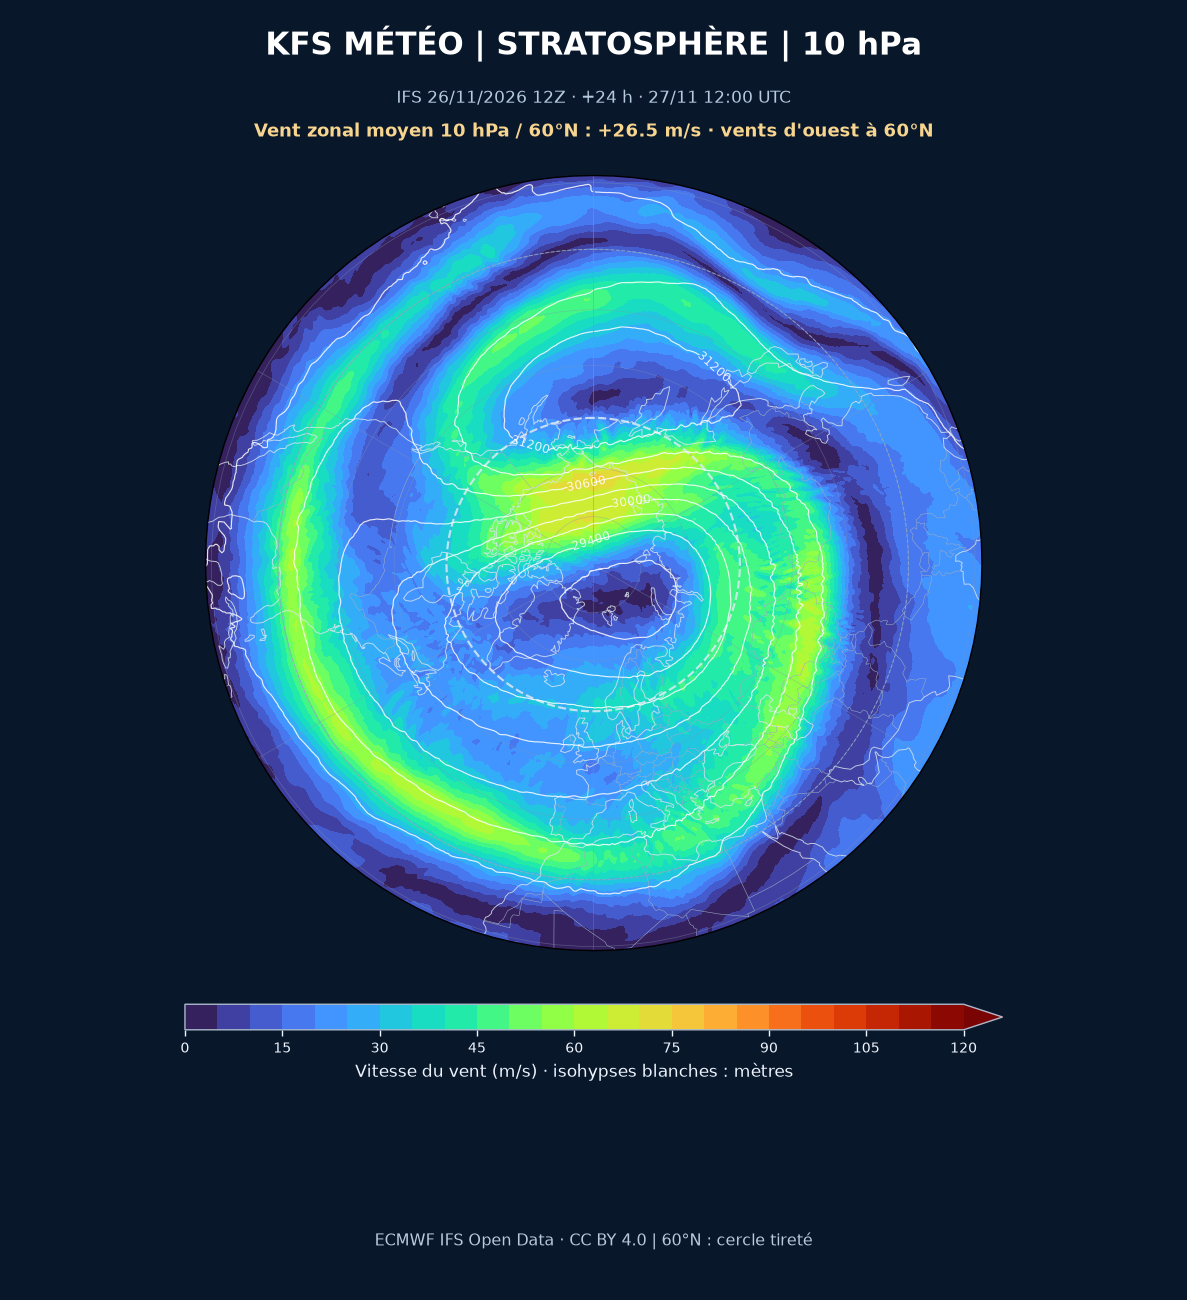 KFS MÉTÉO | STRATOSPHÈRE | 10 hPa
IFS 26/11/2026 12Z · +24 h · 27/11 12:00 UTC
Vent zonal moyen 10 hPa / 60°N : +26.5 m/s · vents d'ouest à 60°N
31200
31200
30600
30000
29400
0 15 30 45 60 75 90 105 120
Vitesse du vent (m/s) · isohypses blanches : mètres
ECMWF IFS Open Data · CC BY 4.0 | 60°N : cercle tireté